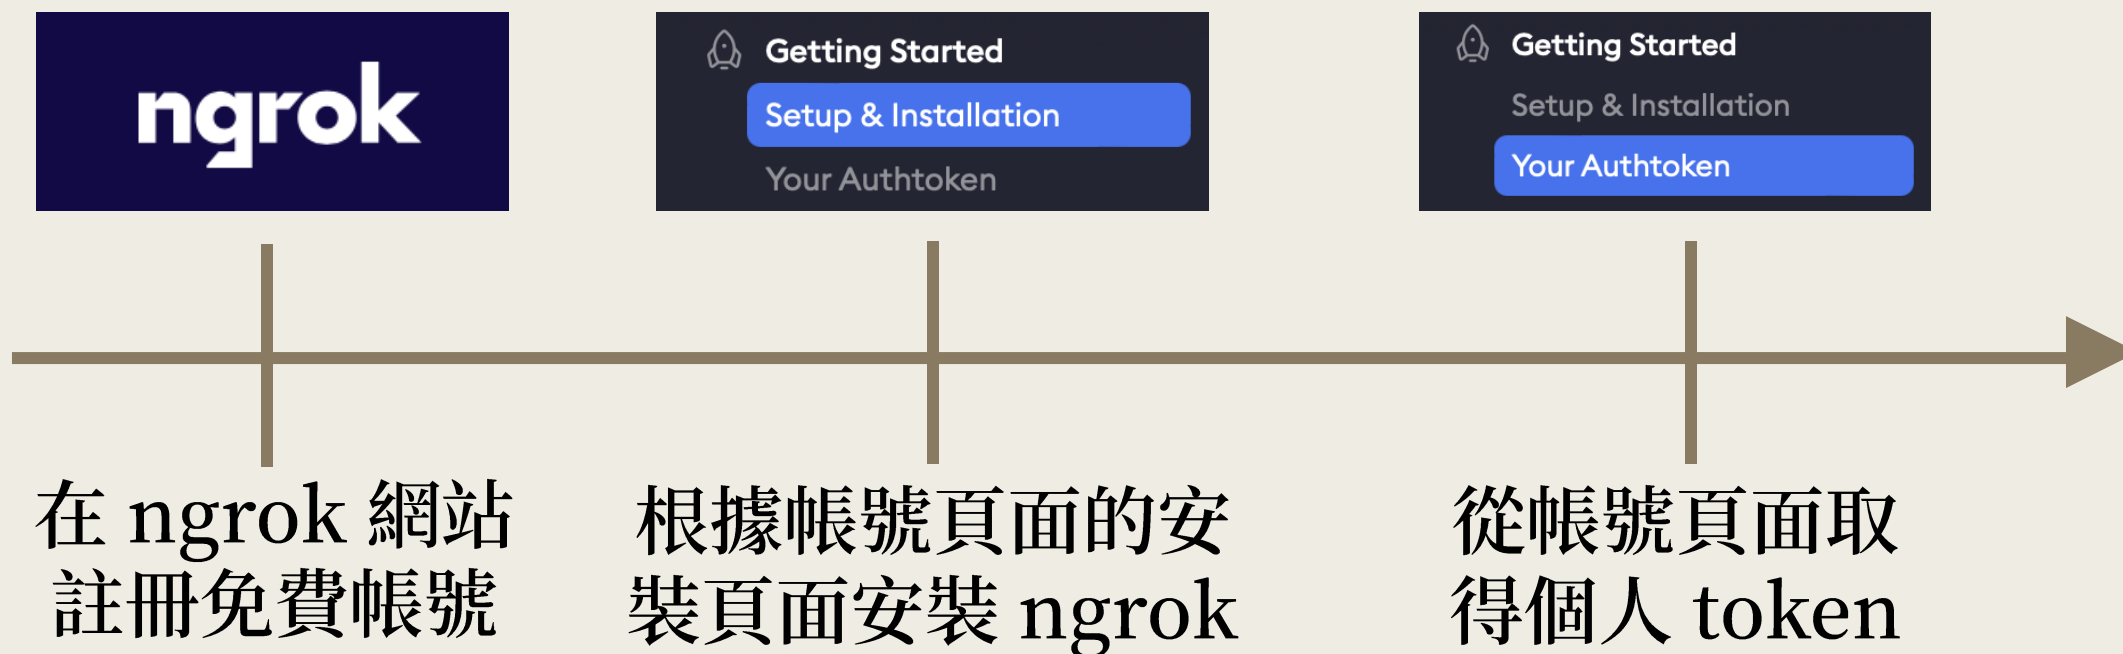 ngrok
Getting Started
Setup & Installation
Your Authtoken
Getting Started
Setup & Installation
Your Authtoken
在 ngrok 網站
註冊免費帳號
根據帳號頁面的安
裝頁面安裝 ngrok
從帳號頁面取
得個人 token